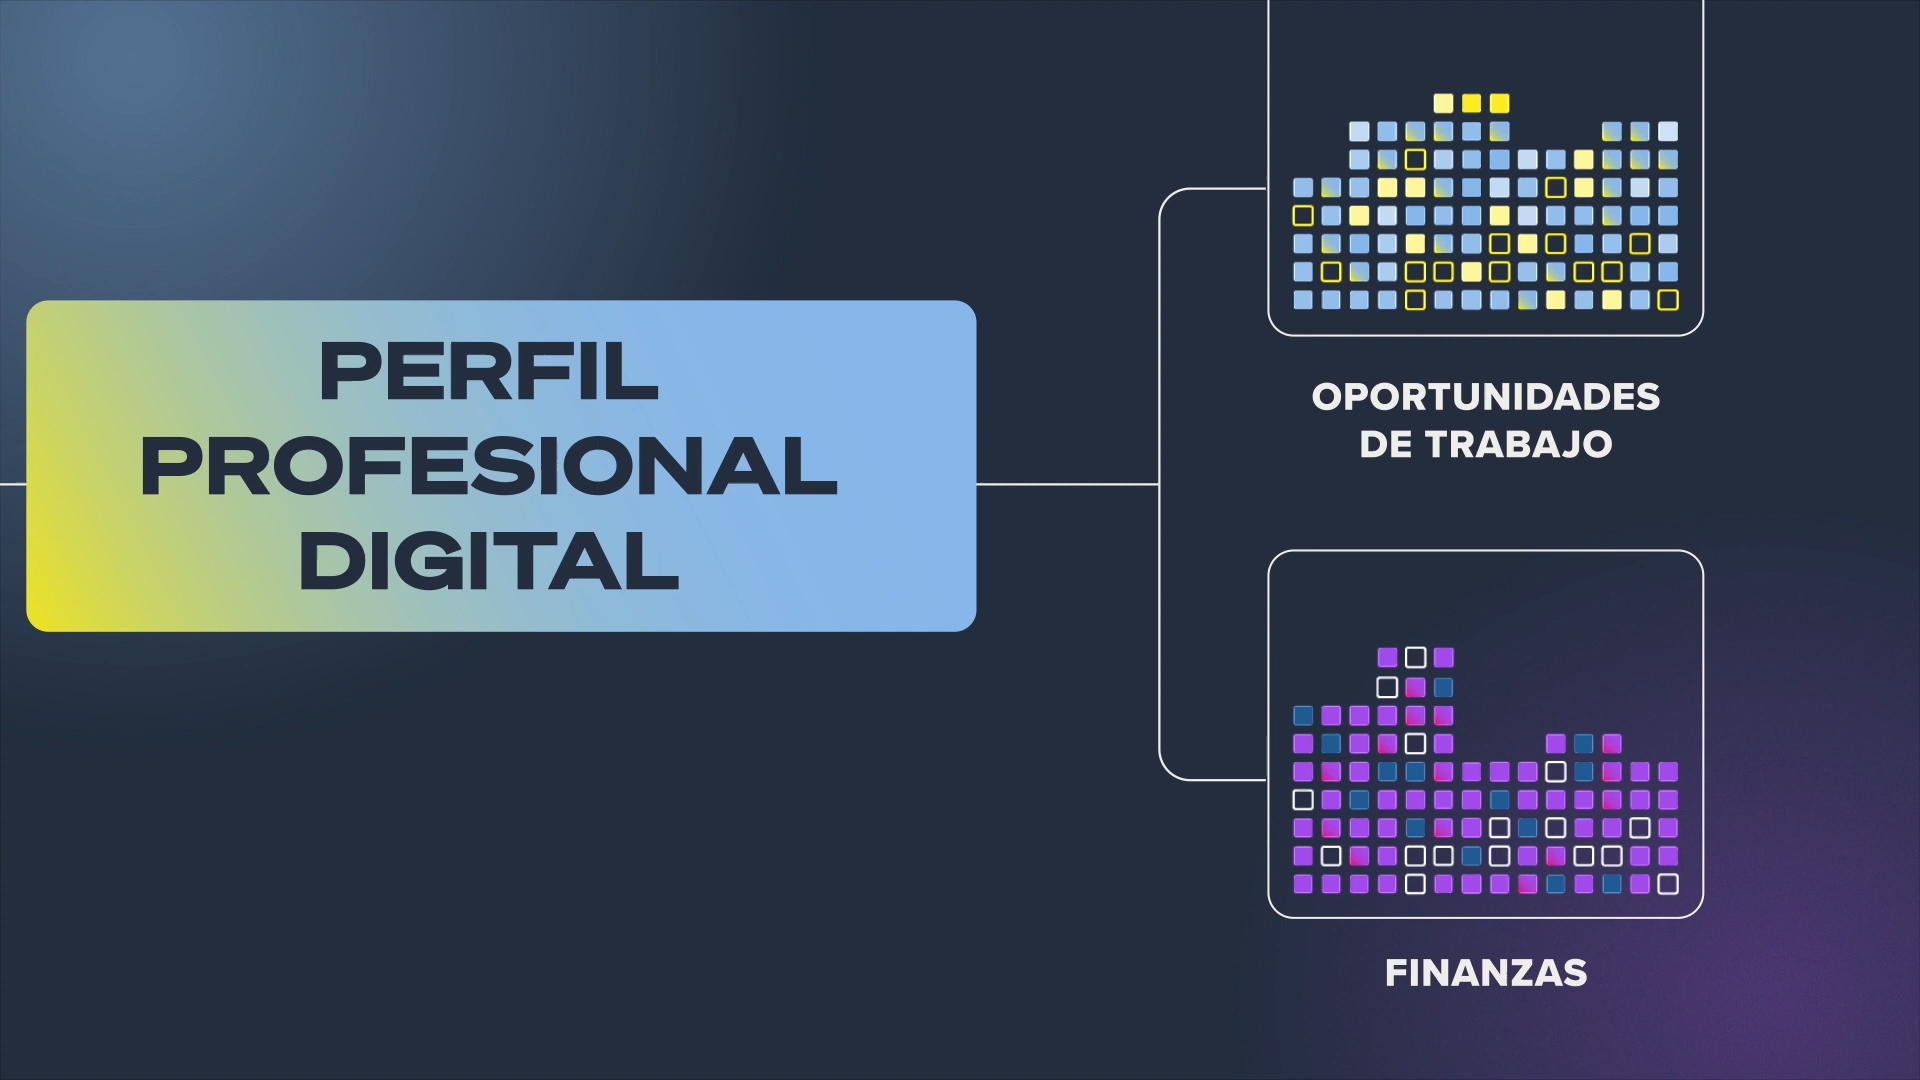 PERFIL
PROFESIONAL
DIGITAL
OPORTUNIDADES
DE TRABAJO
FINANZAS